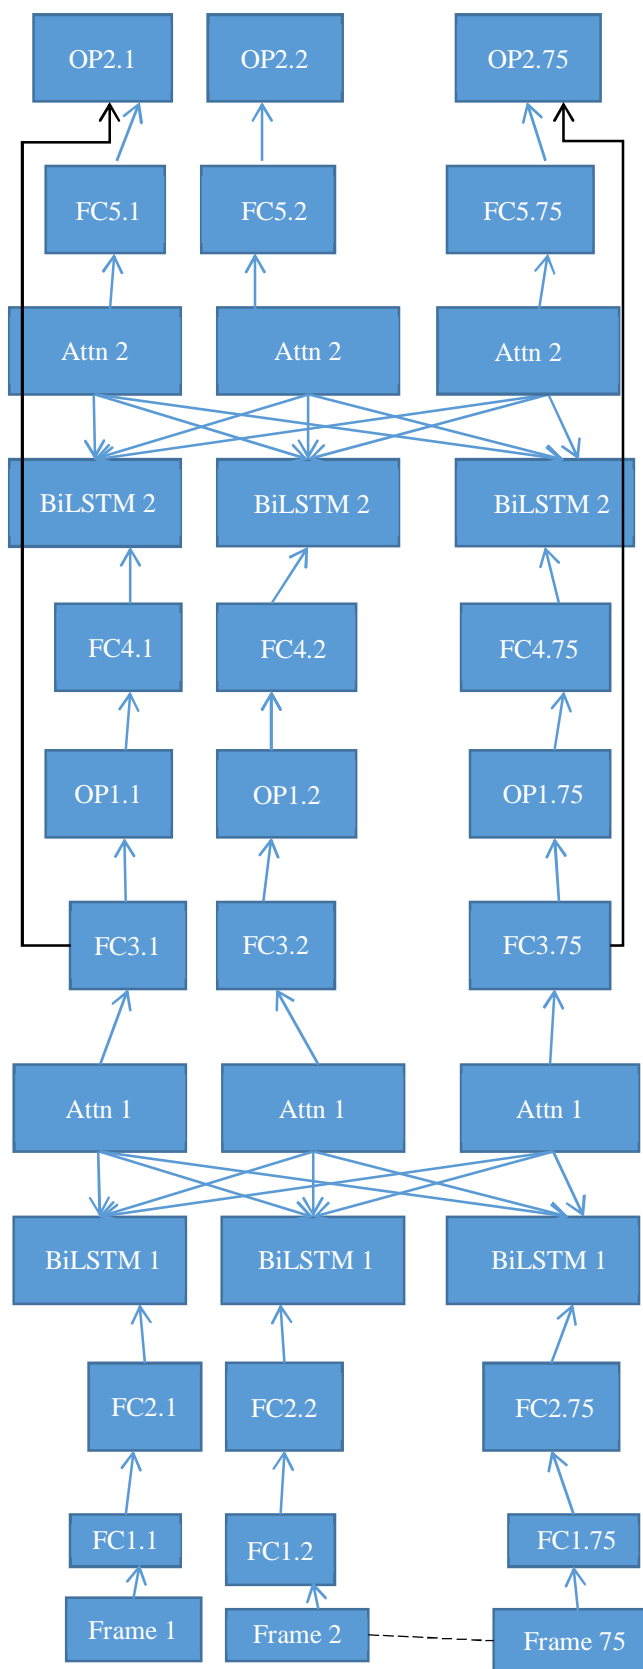 OP2.1
OP2.2
OP2.75
FC5.1
FC5.2
FC5.75
Attn 2
Attn 2
Attn 2
BiLSTM 2
BiLSTM 2
BiLSTM 2
FC4.1
FC4.2
FC4.75
OP1.1
OP1.2
OP1.75
FC3.1
FC3.2
FC3.75
Attn 1
Attn 1
Attn 1
BiLSTM 1
BiLSTM 1
BiLSTM 1
FC2.1
FC2.2
FC2.75
FC1.1
FC1.2
FC1.75
Frame 1
Frame 2
Frame 75